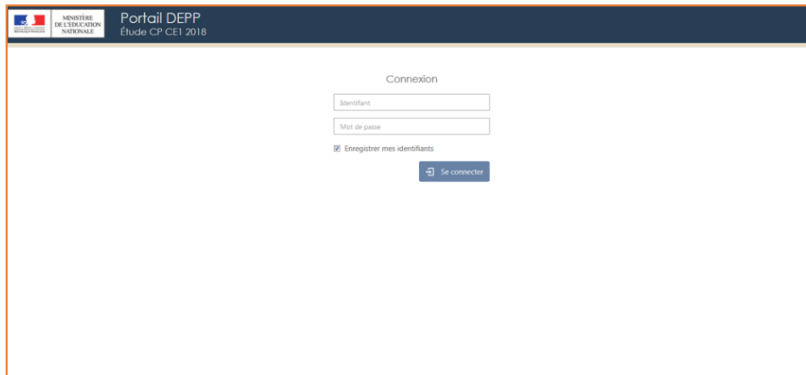 MINISTÈRE
DE L'ÉDUCATION
NATIONALE
Portail DEPP
Étude CP CE1 2018
Connexion
Identifiant
Mot de passe
Enregistrer mes identifiants
Se connecter